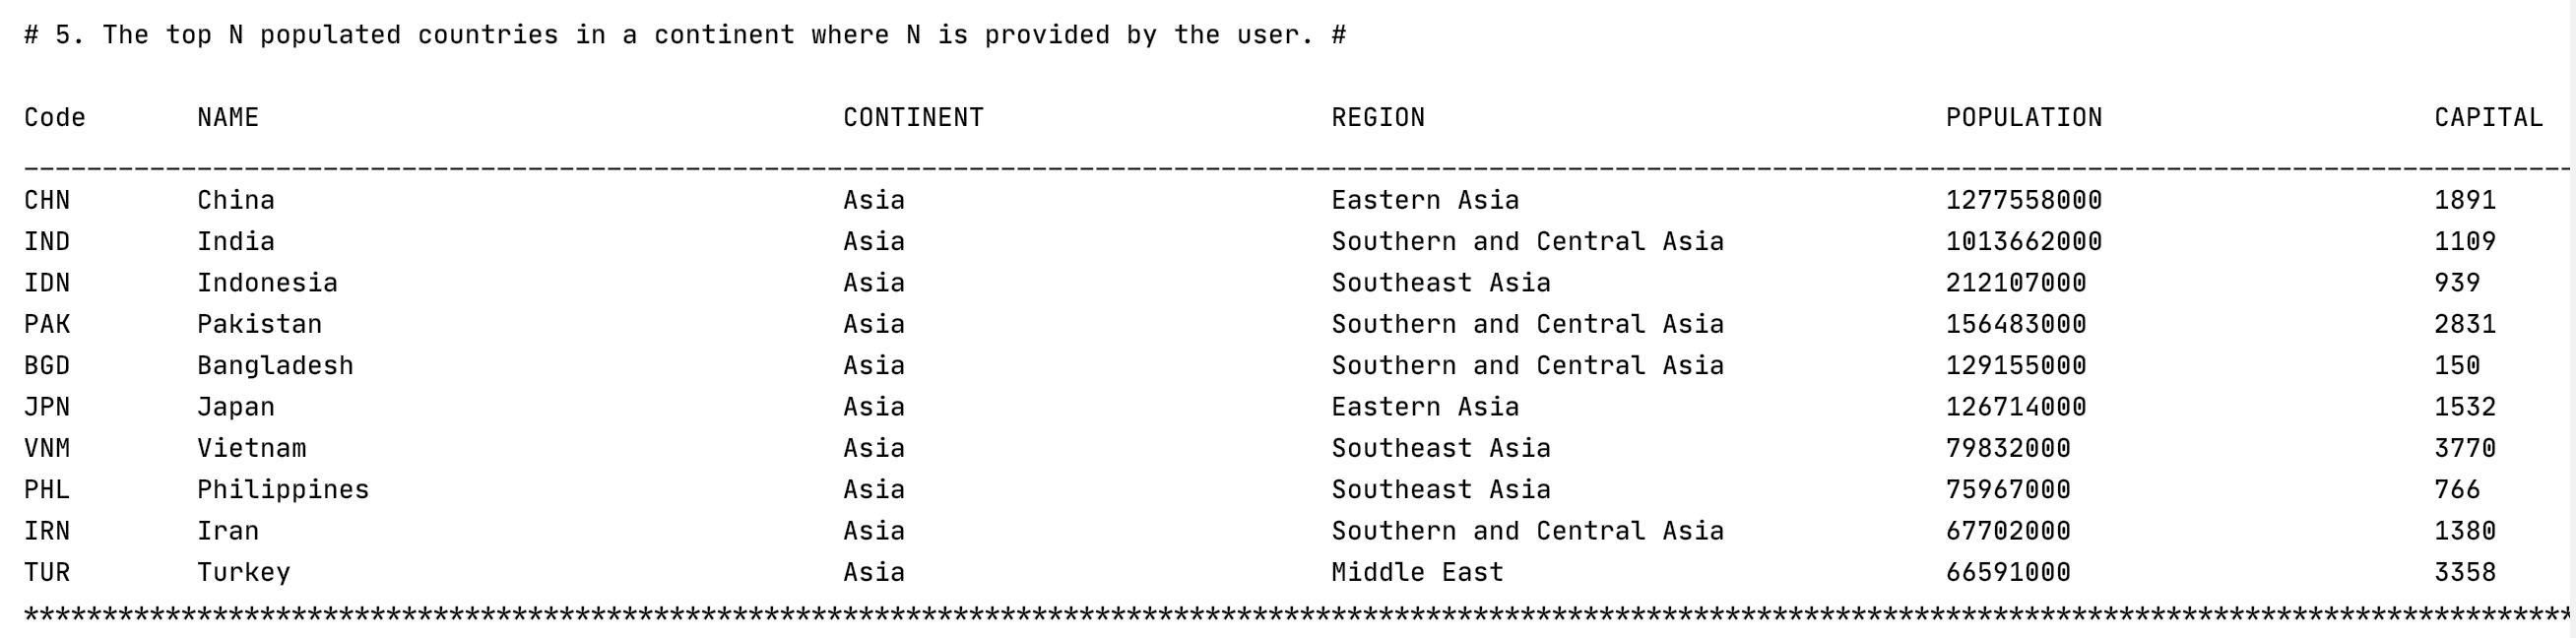 # 5. The top N populated countries in a continent where N is provided by the user. #
Code NAME CONTINENT REGION POPULATION CAPITAL
CHN China Asia Eastern Asia 1277558000 1891
IND India Asia Southern and Central Asia 1013662000 1109
IDN Indonesia Asia Southeast Asia 212107000 939
PAK Pakistan Asia Southern and Central Asia 156483000 2831
BGD Bangladesh Asia Southern and Central Asia 129155000 150
JPN Japan Asia Eastern Asia 126714000 1532
VNM Vietnam Asia Southeast Asia 79832000 3770
PHL Philippines Asia Southeast Asia 75967000 766
IRN Iran Asia Southern and Central Asia 67702000 1380
TUR Turkey Asia Middle East 66591000 3358